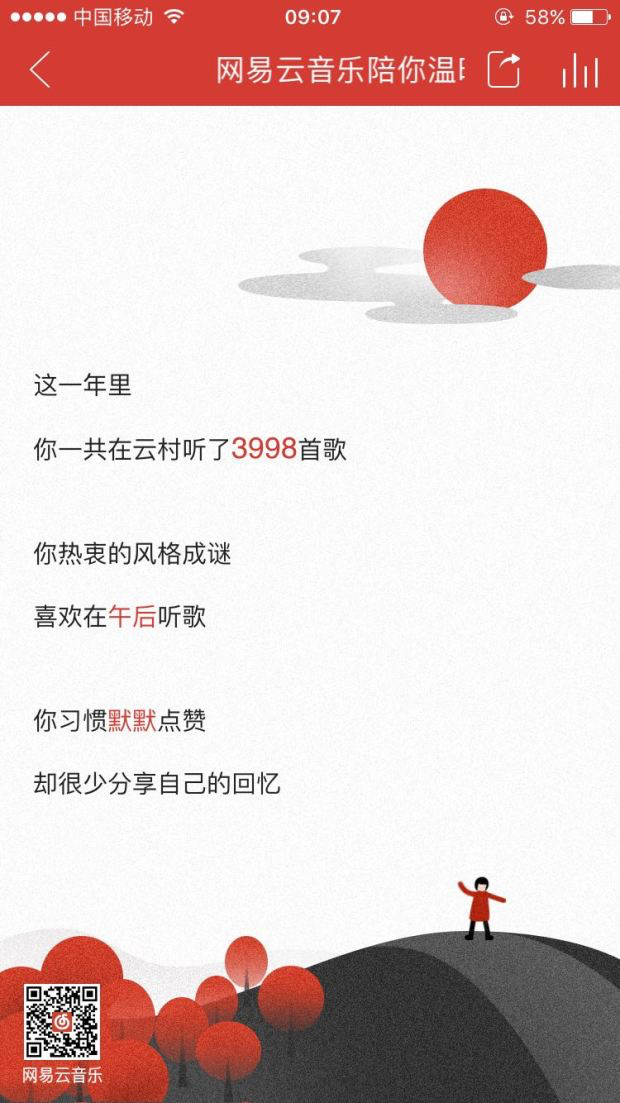 中国移动 09:07 58%
网易云音乐陪你温
这一年里
你一共在云村听了3998首歌
你热衷的风格成谜
喜欢在午后听歌
你习惯默默点赞
却很少分享自己的回忆
网易云音乐